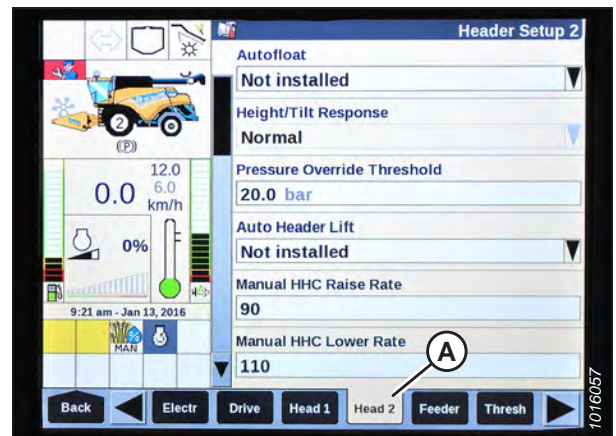 Header Setup 2
Autofloat
Not installed
Height/Tilt Response
Normal
Pressure Override Threshold
20.0 bar
Auto Header Lift
Not installed
Manual HHC Raise Rate
90
Manual HHC Lower Rate
110
2
(P)
12.0
6.0
0.0 km/h
0%
9:21 am - Jan 13, 2016
MAN
A
Back
Electr
Drive
Head 1
Head 2
Feeder
Thresh
1016057